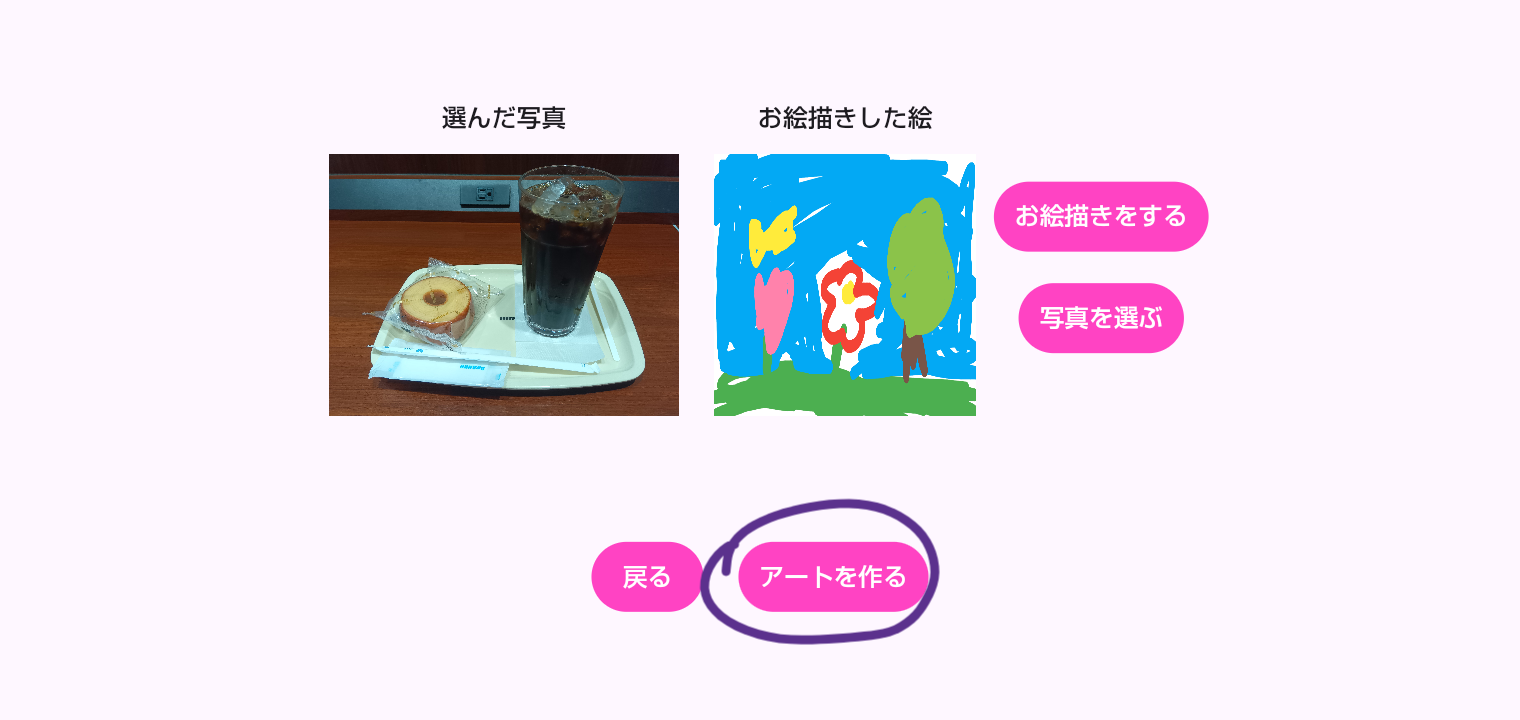 選んだ写真
お絵描きした絵
お絵描きをする
写真を選ぶ
戻る
アートを作る